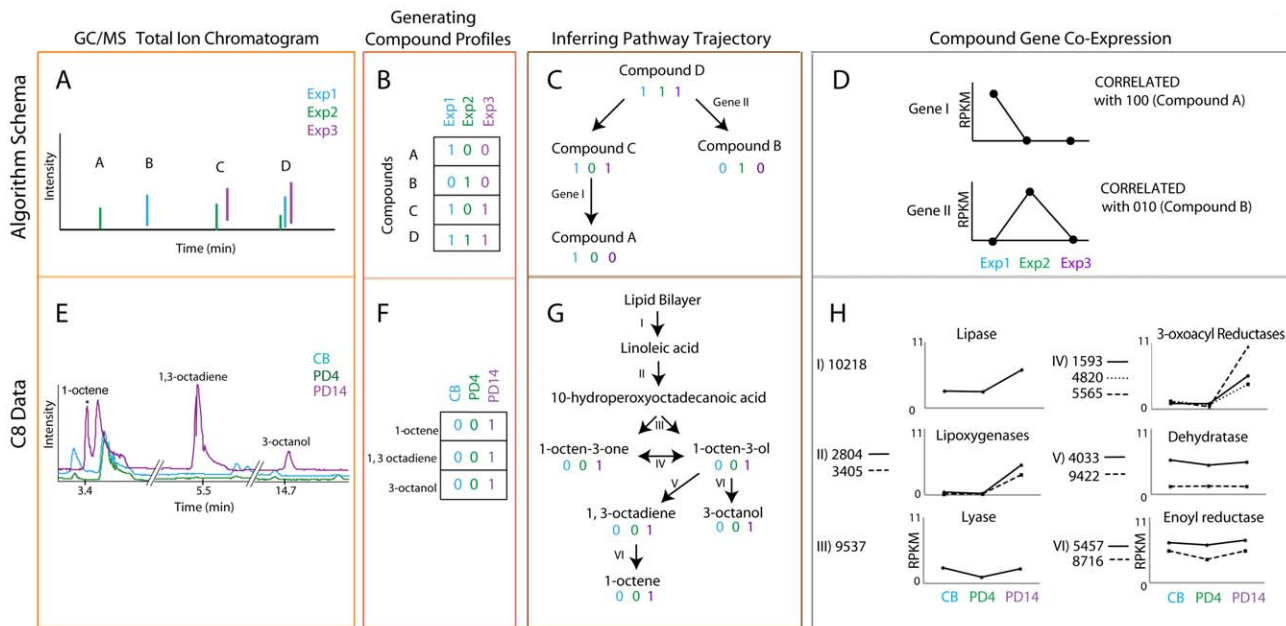 GC/MS Total Ion Chromatogram
Generating
Compound Profiles
Inferring Pathway Trajectory
Compound Gene Co-Expression
Algorithm Schema
A
Exp1
Exp2
Exp3
Intensity
A B C D
Time (min)
B
Exp1 Exp2 Exp3
Compounds
A 1 0 0
B 0 1 0
C 1 0 1
D 1 1 1
C
Compound D
1 1 1
Gene II
Compound C
1 0 1
Compound B
0 1 0
Gene I
Compound A
1 0 0
D
Gene I
RPKM
CORRELATED
with 100 (Compound A)
Gene II
RPKM
CORRELATED
with 010 (Compound B)
Exp1 Exp2 Exp3
C8 Data
E
CB
PD4
PD14
Intensity
1-octene
*
1,3-octadiene
3-octanol
3.4 5.5 14.7
Time (min)
F
CB PD4 PD14
1-octene 0 0 1
1,3 octadiene 0 0 1
3-octanol 0 0 1
G
Lipid Bilayer
I
Linoleic acid
II
10-hydroperoxyoctadecanoic acid
III
1-octen-3-one
0 0 1
IV
1-octen-3-ol
0 0 1
V
VI
1, 3-octadiene
0 0 1
3-octanol
0 0 1
VI
1-octene
0 0 1
H
Lipase
I) 10218
11
0
3-oxoacyl Reductases
IV) 1593
4820
5565
11
0
Lipoxygenases
II) 2804
3405
11
0
Dehydratase
V) 4033
9422
11
0
Lyase
III) 9537
11
RPKM
0
CB PD4 PD14
Enoyl reductase
VI) 5457
8716
11
RPKM
0
CB PD4 PD14